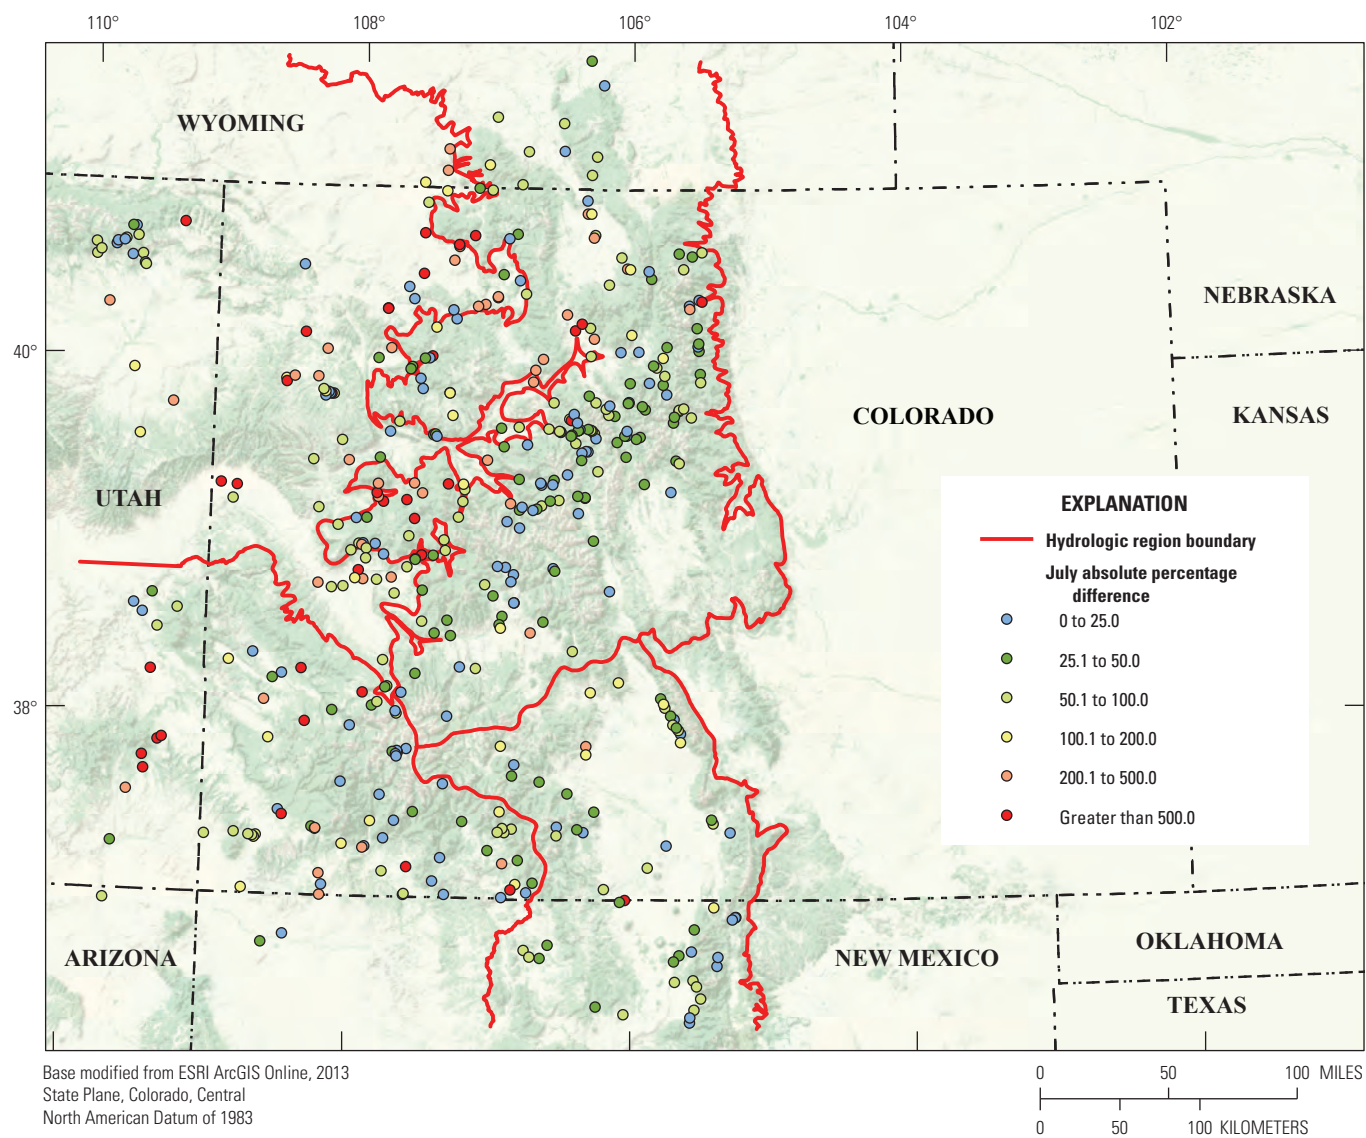 110°
108°
106°
104°
102°
WYOMING
NEBRASKA
40°
COLORADO
KANSAS
UTAH
EXPLANATION
Hydrologic region boundary
July absolute percentage
difference
0 to 25.0
25.1 to 50.0
50.1 to 100.0
100.1 to 200.0
200.1 to 500.0
Greater than 500.0
38°
ARIZONA
NEW MEXICO
OKLAHOMA
TEXAS
Base modified from ESRI ArcGIS Online, 2013
State Plane, Colorado, Central
North American Datum of 1983
0 50 100 MILES
0 50 100 KILOMETERS